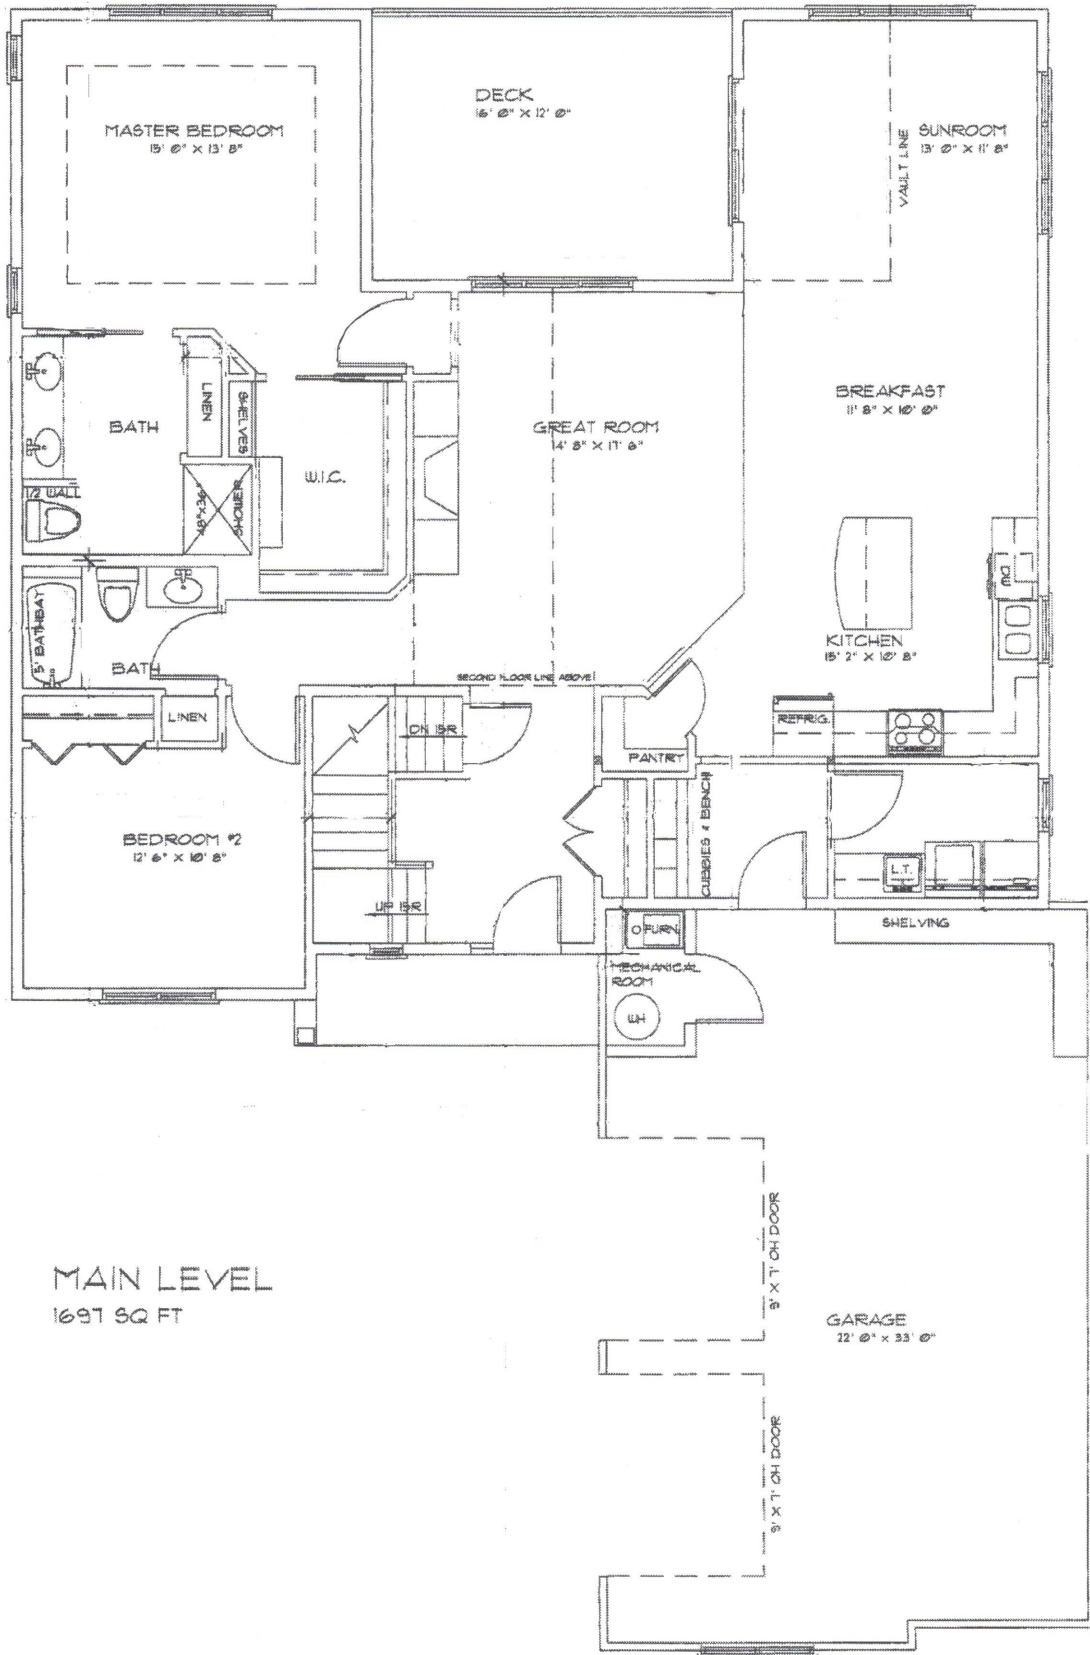 DECK
16' 0" X 12' 0"
MASTER BEDROOM
15' 0" X 13' 8"
SUNROOM
13' 0" X 11' 8"
VAULT LINE
BREAKFAST
11' 8" X 10' 0"
LINEN
SHELVES
BATH
GREAT ROOM
14' 8" X 17' 6"
W.I.C.
1/2 WALL
48"X36"
SHOWER
DW
5' BATHBAY
KITCHEN
15' 2" X 10' 8"
BATH
SECOND FLOOR LINE ABOVE
LINEN
REFRIG.
DN 15R
PANTRY
CUBBIES & BENCH
BEDROOM #2
12' 6" X 10' 8"
L.T.
UP 15R
SHELVING
FURN.
MECHANICAL
ROOM
WH
9' X 7' OH DOOR
MAIN LEVEL
1697 SQ FT
GARAGE
22' 0" x 33' 0"
9' X 7' OH DOOR